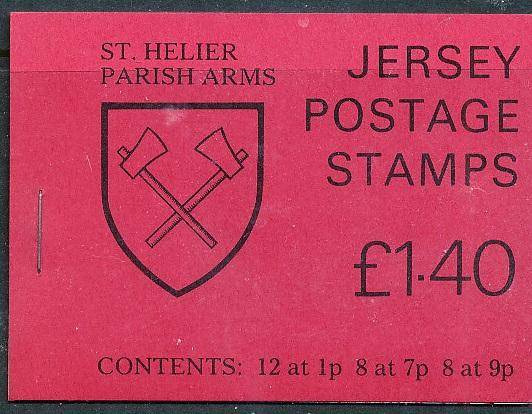 ST. HELIER
PARISH ARMS
JERSEY
POSTAGE
STAMPS
£1·40
CONTENTS: 12 at 1p 8 at 7p 8 at 9p